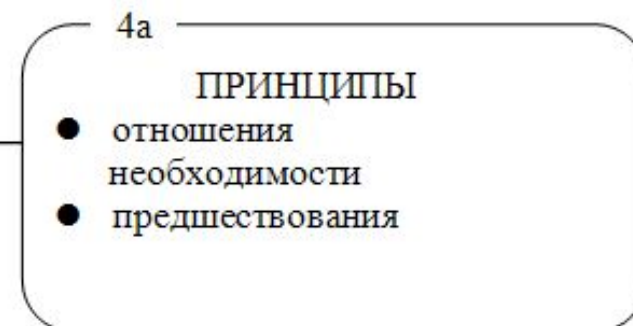 4а
ПРИНЦИПЫ
● отношения
необходимости
● предшествования